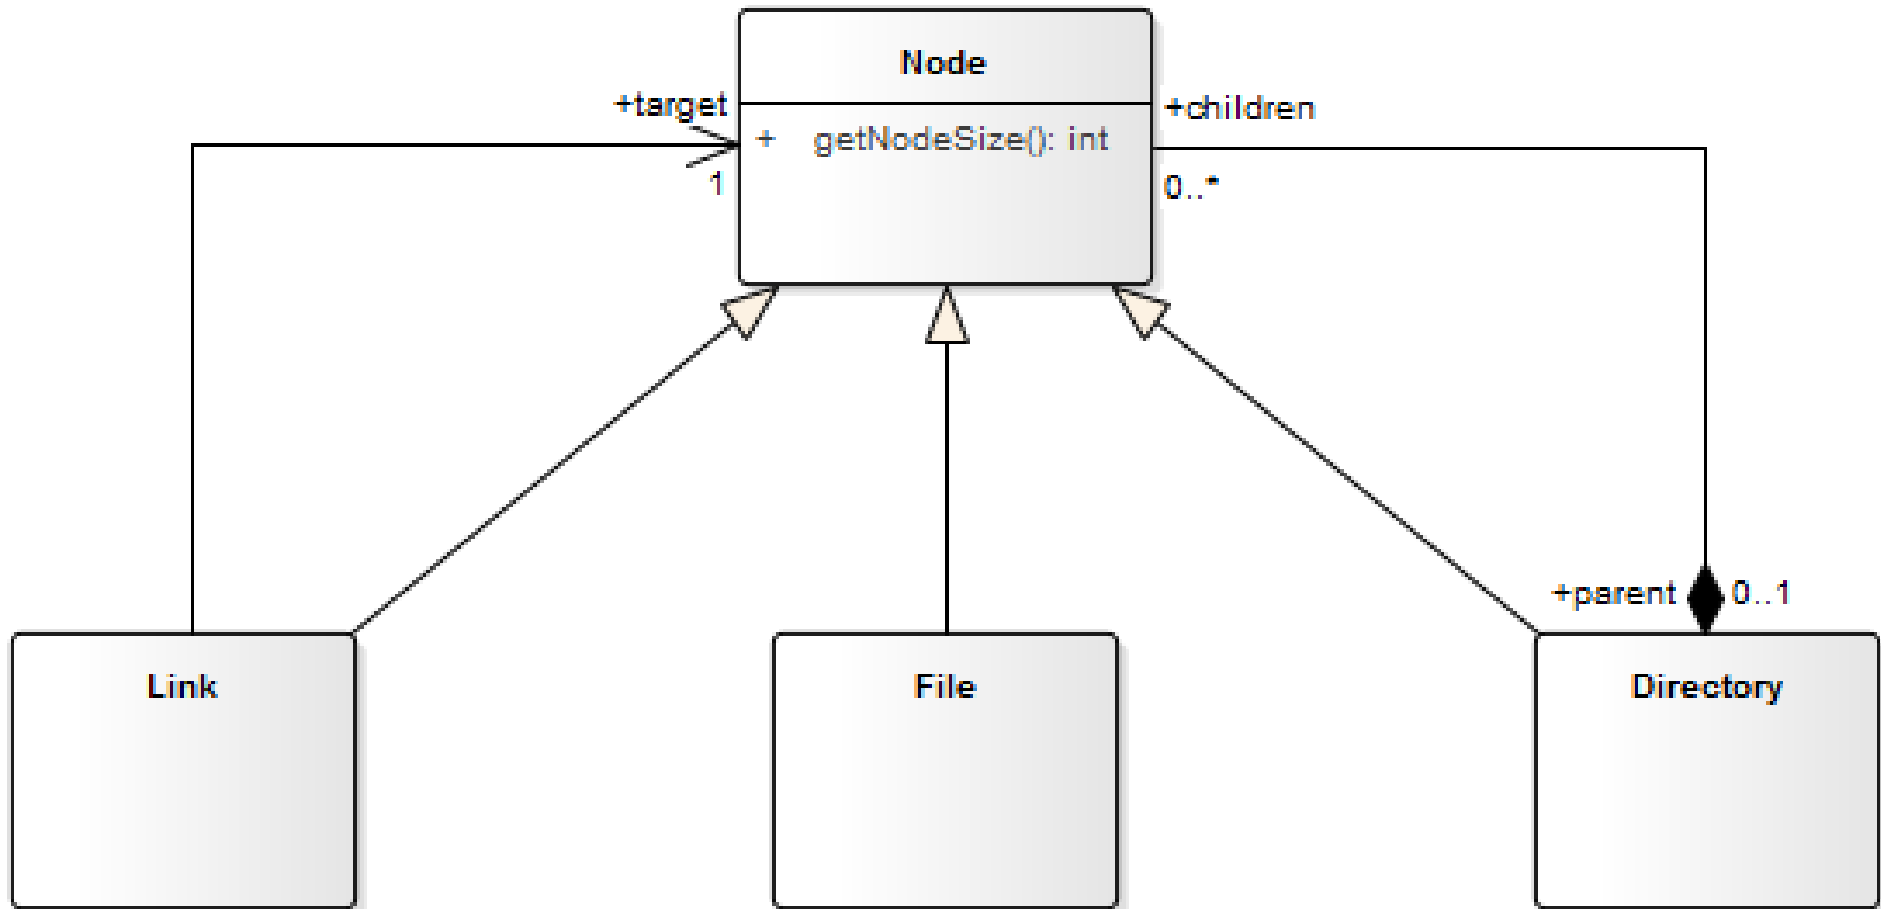 Node
+target
+children
+ getNodeSize(): int
1
0..*
+parent
0..1
Link
File
Directory